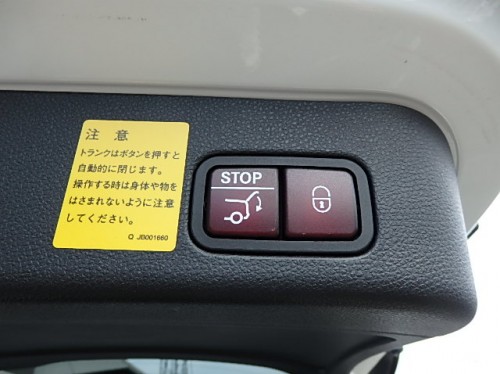 注意
トランクはボタンを押すと
自動的に閉じます。
操作する時は身体や物を
はさまれないように注意
してください。
Q JB001660
STOP